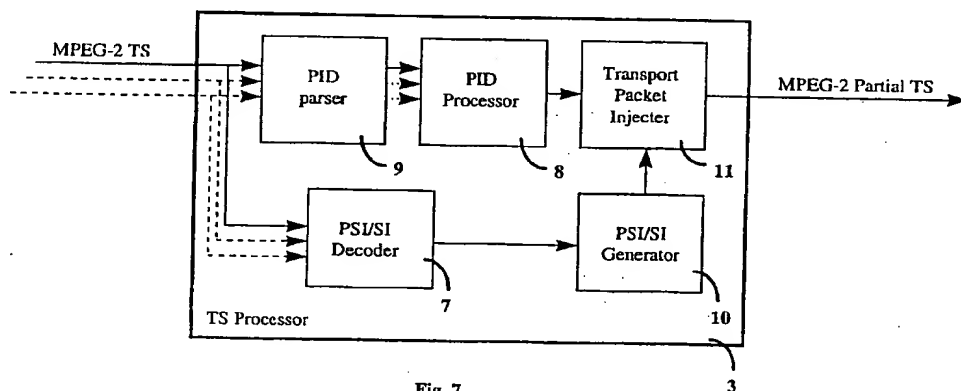 MPEG-2 TS
PID
parser
9
PID
Processor
8
Transport
Packet
Injecter
11
MPEG-2 Partial TS
PSI/SI
Decoder
7
PSI/SI
Generator
10
TS Processor
3
Fig. 7